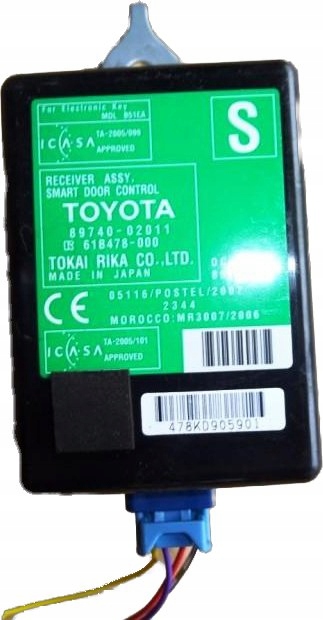 For Electronic Key
MDL B51EA
S
ICASA
TA-2005/099
APPROVED
RECEIVER ASSY.
SMART DOOR CONTROL
TOYOTA
89740-02011
618478-000
TOKAI RIKA CO.,LTD.
MADE IN JAPAN
CE
05116/POSTEL/2007
2344
MOROCCO:MR3007/2006
ICASA
TA-2005/101
APPROVED
478KD905901